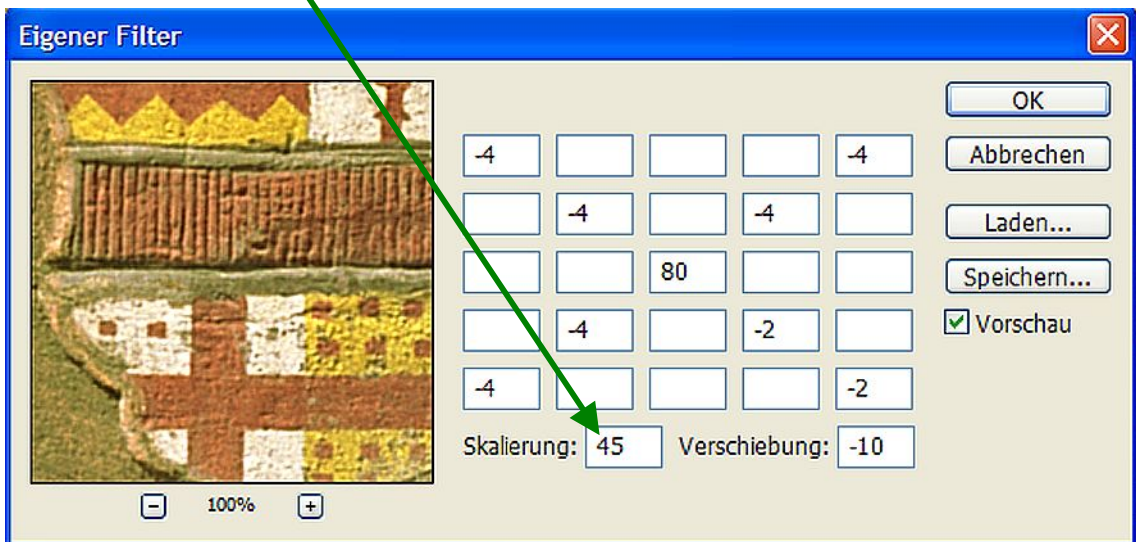 Eigener Filter
OK
-4 -4 Abbrechen
-4 -4 Laden...
80 Speichern...
-4 -2 Vorschau
-4 -2
Skalierung: 45 Verschiebung: -10
100%